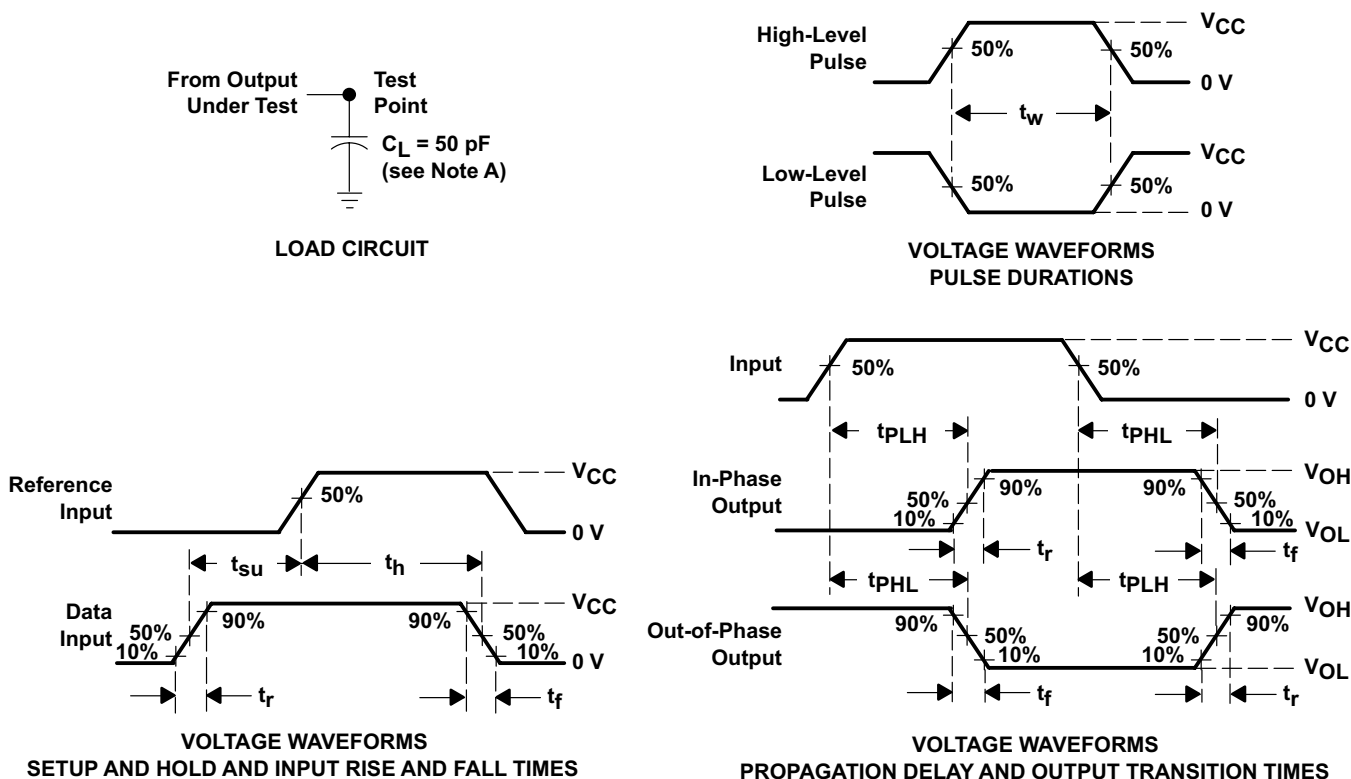 From Output
Under Test
Test
Point
CL = 50 pF
(see Note A)
LOAD CIRCUIT
High-Level
Pulse
50%
50%
VCC
0 V
tw
Low-Level
Pulse
50%
50%
VCC
0 V
VOLTAGE WAVEFORMS
PULSE DURATIONS
Reference
Input
50%
VCC
0 V
tsu
th
Data
Input
50%
10%
90%
90%
50%
10%
VCC
0 V
tr
tf
VOLTAGE WAVEFORMS
SETUP AND HOLD AND INPUT RISE AND FALL TIMES
Input
50%
50%
VCC
0 V
tPLH
tPHL
In-Phase
Output
50%
10%
90%
90%
50%
10%
VOH
VOL
tr
tf
tPHL
tPLH
Out-of-Phase
Output
90%
50%
10%
50%
10%
90%
VOH
VOL
tf
tr
VOLTAGE WAVEFORMS
PROPAGATION DELAY AND OUTPUT TRANSITION TIMES